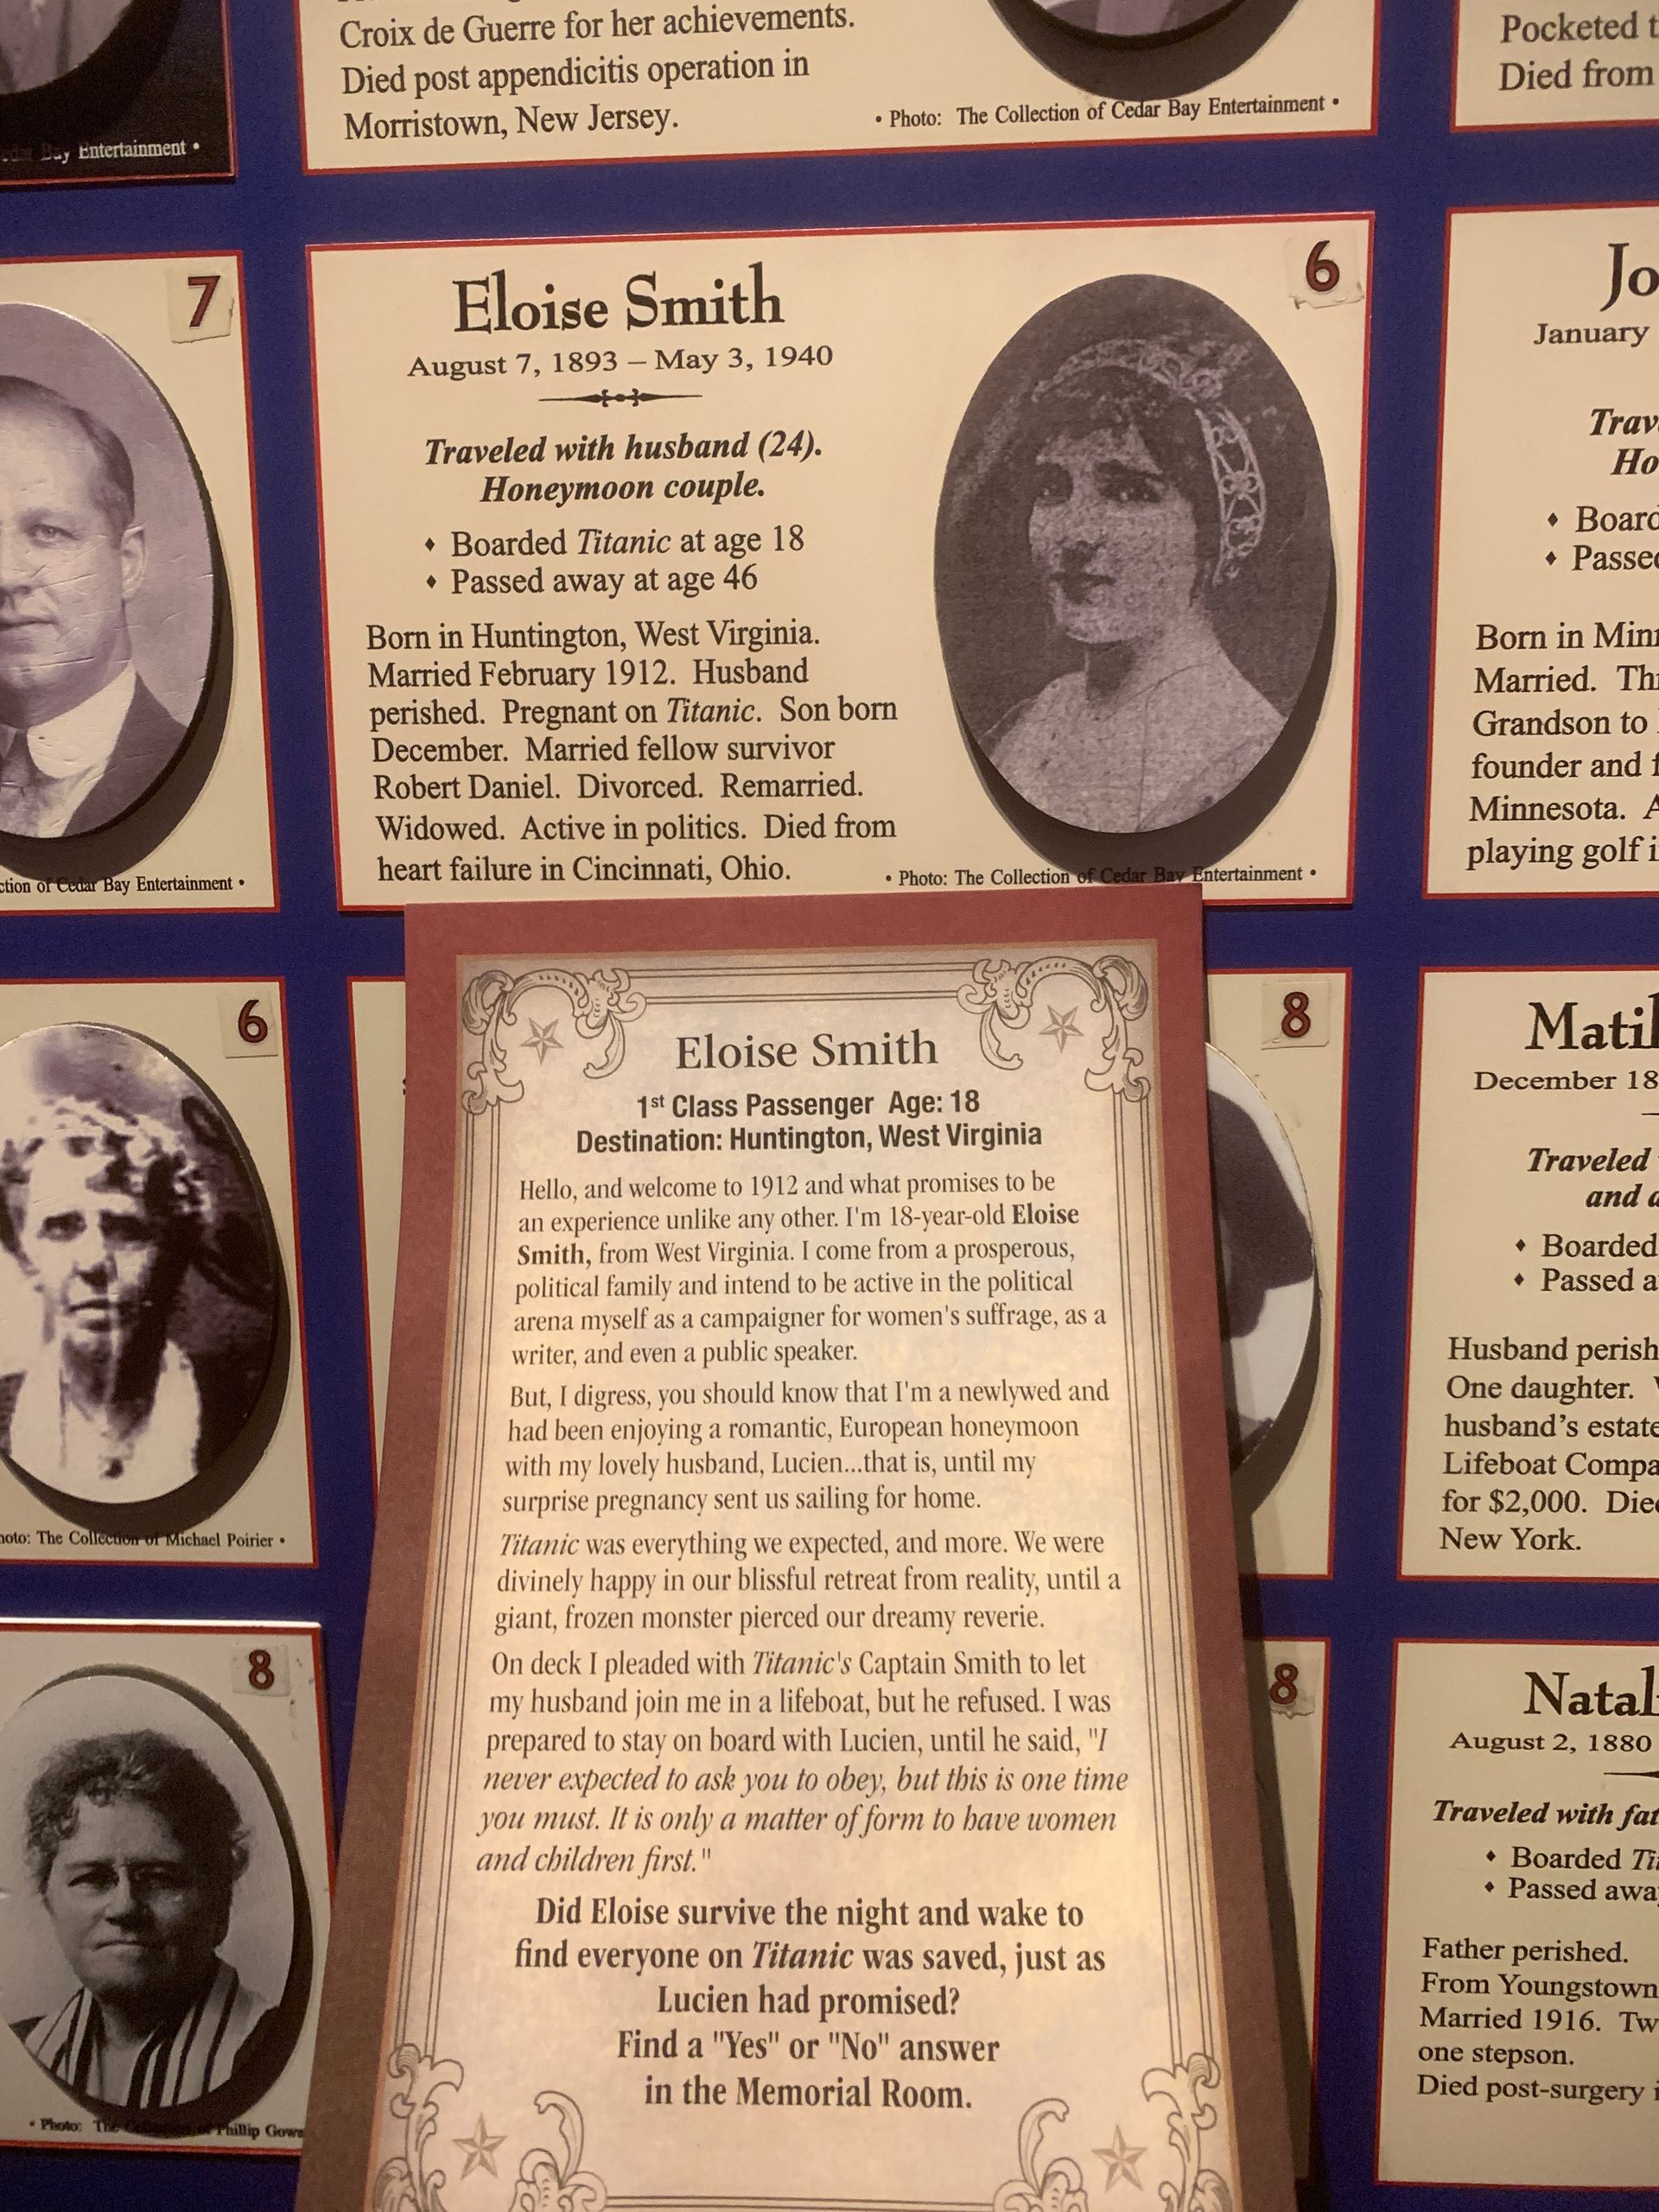 Croix de Guerre for her achievements.
Died post appendicitis operation in
Morristown, New Jersey.
• Photo: The Collection of Cedar Bay Entertainment •
Bay Entertainment •
Pocketed
Died from
7
ction of Cedar Bay Entertainment •
Eloise Smith
6
August 7, 1893 – May 3, 1940
Traveled with husband (24).
Honeymoon couple.
♦ Boarded Titanic at age 18
♦ Passed away at age 46
Born in Huntington, West Virginia.
Married February 1912. Husband
perished. Pregnant on Titanic. Son born
December. Married fellow survivor
Robert Daniel. Divorced. Remarried.
Widowed. Active in politics. Died from
heart failure in Cincinnati, Ohio.
• Photo: The Collection of Cedar Bay Entertainment •
Jo
January
Trav
Ho
♦ Board
♦ Passe
Born in Min
Married. Th
Grandson to
founder and f
Minnesota. A
playing golf i
6
hoto: The Collection of Michael Poirier •
8
Eloise Smith
1st Class Passenger Age: 18
Destination: Huntington, West Virginia
Hello, and welcome to 1912 and what promises to be
an experience unlike any other. I'm 18-year-old Eloise
Smith, from West Virginia. I come from a prosperous,
political family and intend to be active in the political
arena myself as a campaigner for women's suffrage, as a
writer, and even a public speaker.
But, I digress, you should know that I'm a newlywed and
had been enjoying a romantic, European honeymoon
with my lovely husband, Lucien...that is, until my
surprise pregnancy sent us sailing for home.
Titanic was everything we expected, and more. We were
divinely happy in our blissful retreat from reality, until a
giant, frozen monster pierced our dreamy reverie.
On deck I pleaded with Titanic's Captain Smith to let
my husband join me in a lifeboat, but he refused. I was
prepared to stay on board with Lucien, until he said, "I
never expected to ask you to obey, but this is one time
you must. It is only a matter of form to have women
and children first."
Did Eloise survive the night and wake to
find everyone on Titanic was saved, just as
Lucien had promised?
Find a "Yes" or "No" answer
in the Memorial Room.
Matil
December 18
Traveled
and
♦ Boarded
♦ Passed a
Husband perish
One daughter.
husband's estate
Lifeboat Compa
for $2,000. Die
New York.
8
• Photo: The Collection of Phillip Gowa
8
Natal
August 2, 1880
Traveled with fat
♦ Boarded Ti
♦ Passed awa
Father perished.
From Youngstown
Married 1916. Tw
one stepson.
Died post-surgery i